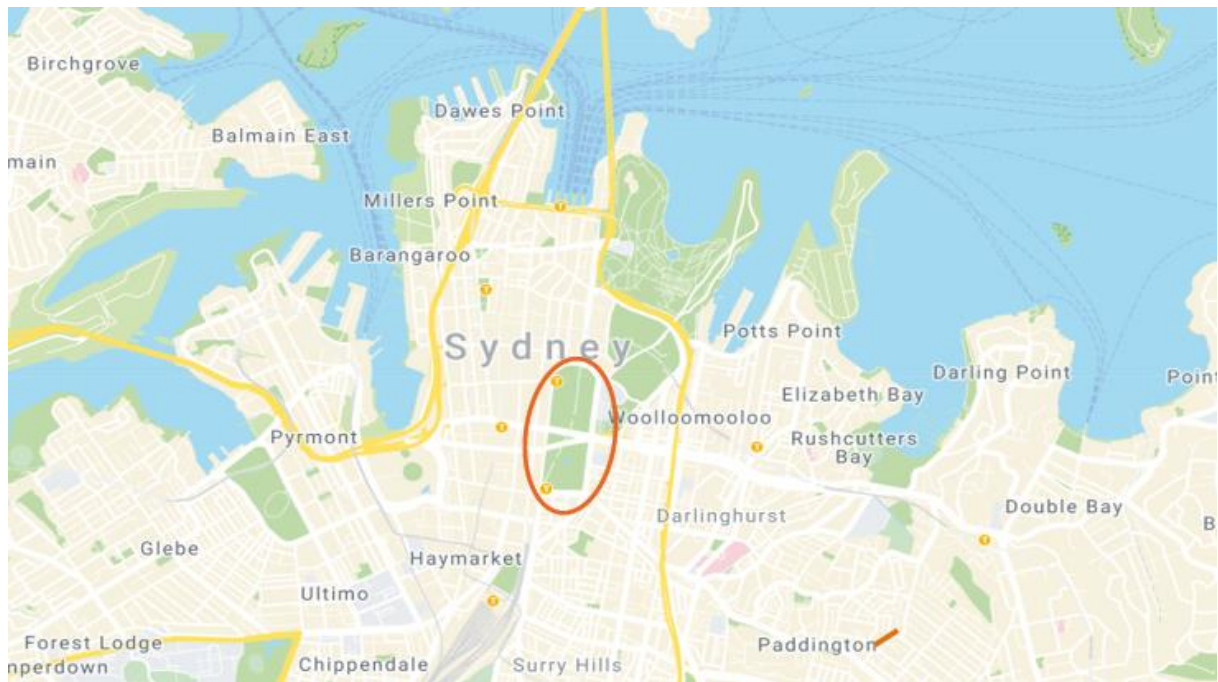 Birchgrove
Dawes Point
Balmain East
main
Millers Point
Barangaroo
Sydney
Potts Point
Darling Point
Point
Elizabeth Bay
Woolloomooloo
Pyrmont
Rushcutters
Bay
Double Bay
Darlinghurst
B
Glebe
Haymarket
Ultimo
Forest Lodge
Paddington
mperdown
Chippendale
Surry Hills